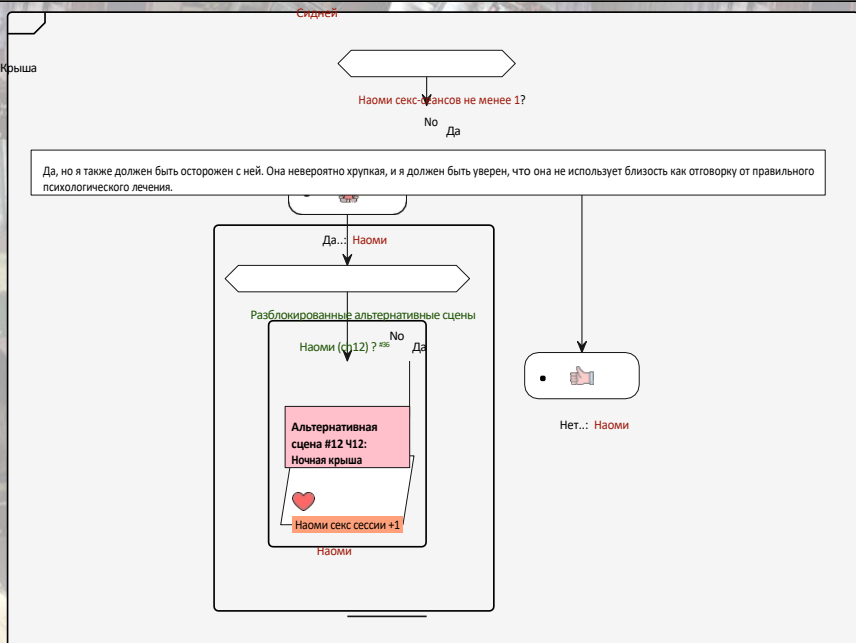 Сидней
Крыша
Наоми секс-сеансов не менее 1?
No
Да
Да, но я также должен быть осторожен с ней. Она невероятно хрупкая, и я должен быть уверен, что она не использует близость как отговорку от правильного
психологического лечения.
Да..: Наоми
Разблокированные альтернативные сцены
No
Наоми (ch12) ? #36
Да
Альтернативная
сцена #12 Ч12:
Ночная крыша
Нет..: Наоми
Наоми секс сессии +1
Наоми